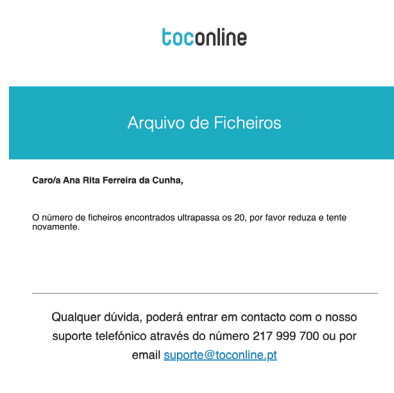 toconline
Arquivo de Ficheiros
Caro/a Ana Rita Ferreira da Cunha,
O número de ficheiros encontrados ultrapassa os 20, por favor reduza e tente
novamente.
Qualquer dúvida, poderá entrar em contacto com o nosso
suporte telefónico através do número 217 999 700 ou por
email suporte@toconline.pt